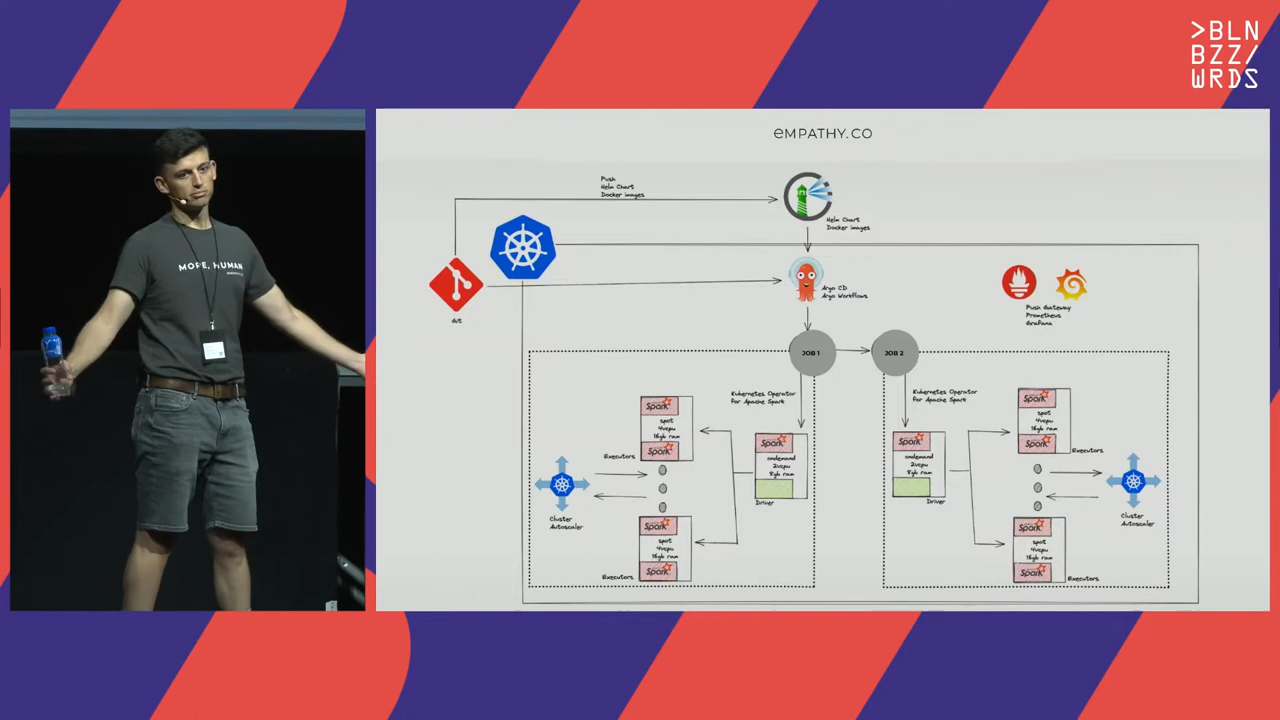 >BLN
BZZ/
WRDS
MORE, HUMAN
eMPATHY.CO
Push
Helm Chart
Docker images
Helm Chart
Docker images
Git
Argo CD
Argo Workflows
Push Gateway
Prometheus
Grafana
JOB 1
JOB 2
Kubernetes Operator
for Apache Spark
Spark
spot
4vcpu
16gb ram
Spark
Executors
Spark
ondemand
2vcpu
8gb ram
Driver
Cluster
Autoscaler
Spark
spot
4vcpu
16gb ram
Spark
Executors
Kubernetes Operator
for Apache Spark
Spark
ondemand
2vcpu
8gb ram
Driver
Spark
spot
4vcpu
16gb ram
Spark
Executors
Cluster
Autoscaler
Spark
spot
4vcpu
16gb ram
Spark
Executors